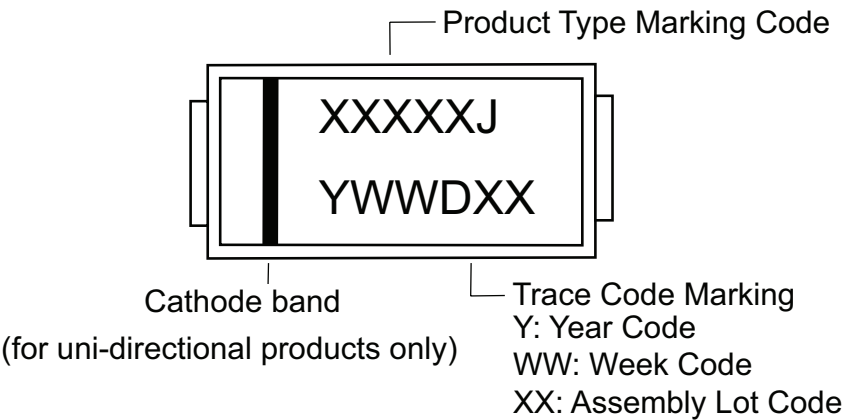 Product Type Marking Code
XXXXXJ
YWWDXX
Cathode band
(for uni-directional products only)
Trace Code Marking
Y: Year Code
WW: Week Code
XX: Assembly Lot Code